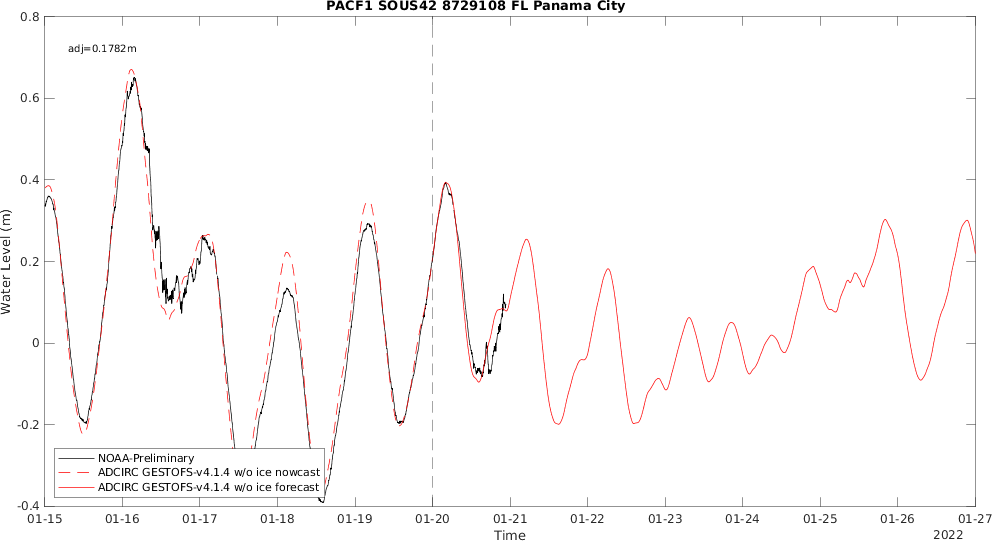 PACF1 SOUS42 8729108 FL Panama City
adj=0.1782m
0.8
0.6
0.4
0.2
0
-0.2
-0.4
Water Level (m)
NOAA-Preliminary
ADCIRC GESTOFS-v4.1.4 w/o ice nowcast
ADCIRC GESTOFS-v4.1.4 w/o ice forecast
01-15 01-16 01-17 01-18 01-19 01-20 01-21 01-22 01-23 01-24 01-25 01-26 01-27
Time
2022